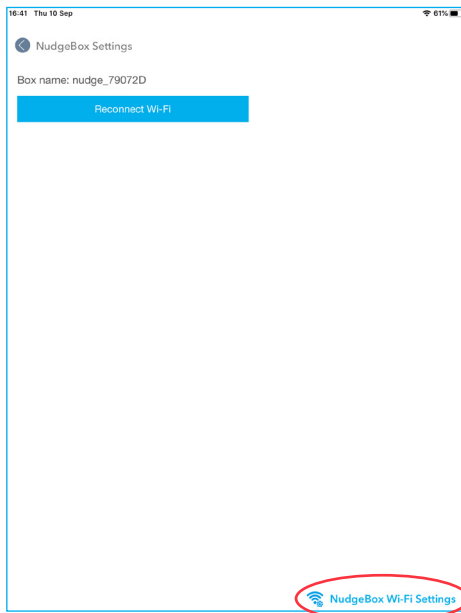 16:41 Thu 10 Sep
61%
NudgeBox Settings
Box name: nudge_79072D
Reconnect Wi-Fi
NudgeBox Wi-Fi Settings